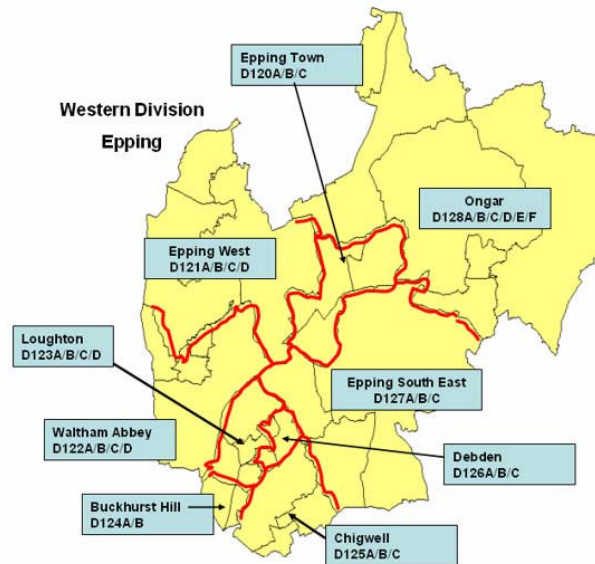 Epping Town
D120A/B/C
Western Division
Epping
Ongar
D128A/B/C/D/E/F
Epping West
D121A/B/C/D
Loughton
D123A/B/C/D
Epping South East
D127A/B/C
Waltham Abbey
D122A/B/C/D
Debden
D126A/B/C
Buckhurst Hill
D124A/B
Chigwell
D125A/B/C